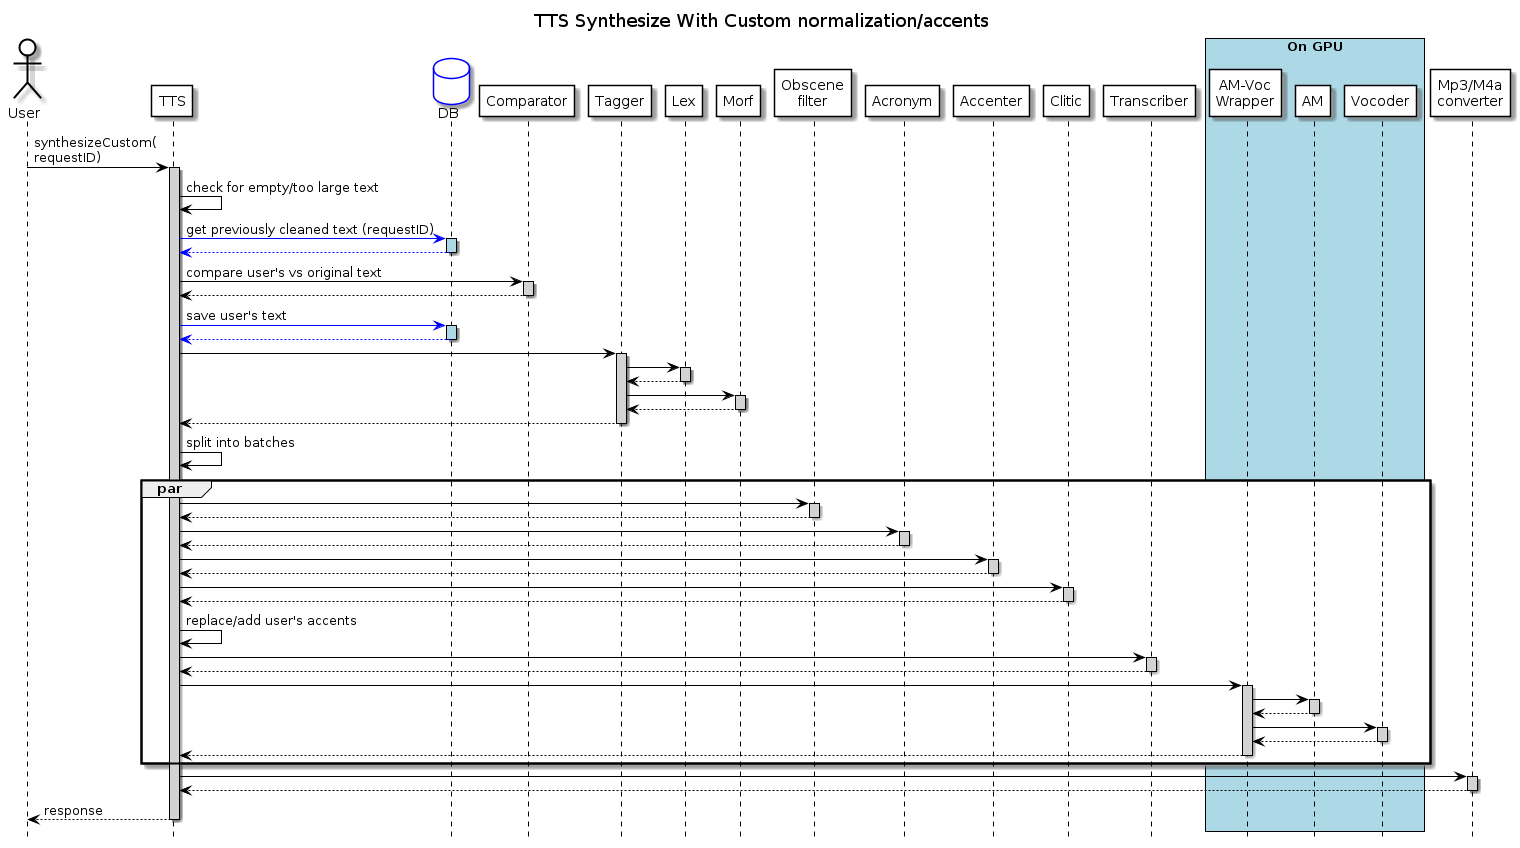 TTS Synthesize With Custom normalization/accents
On GPU
User
TTS
DB
Comparator
Tagger
Lex
Morf
Obscene
filter
Acronym
Accenter
Clitic
Transcriber
AM-Voc
Wrapper
AM
Vocoder
Mp3/M4a
converter
synthesizeCustom(
requestID)
check for empty/too large text
get previously cleaned text (requestID)
compare user's vs original text
save user's text
split into batches
par
replace/add user's accents
response